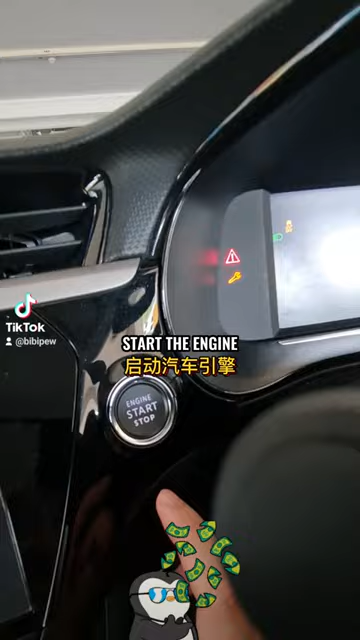 TikTok
@bibipew
START THE ENGINE
启动汽车引擎
ENGINE
START
STOP